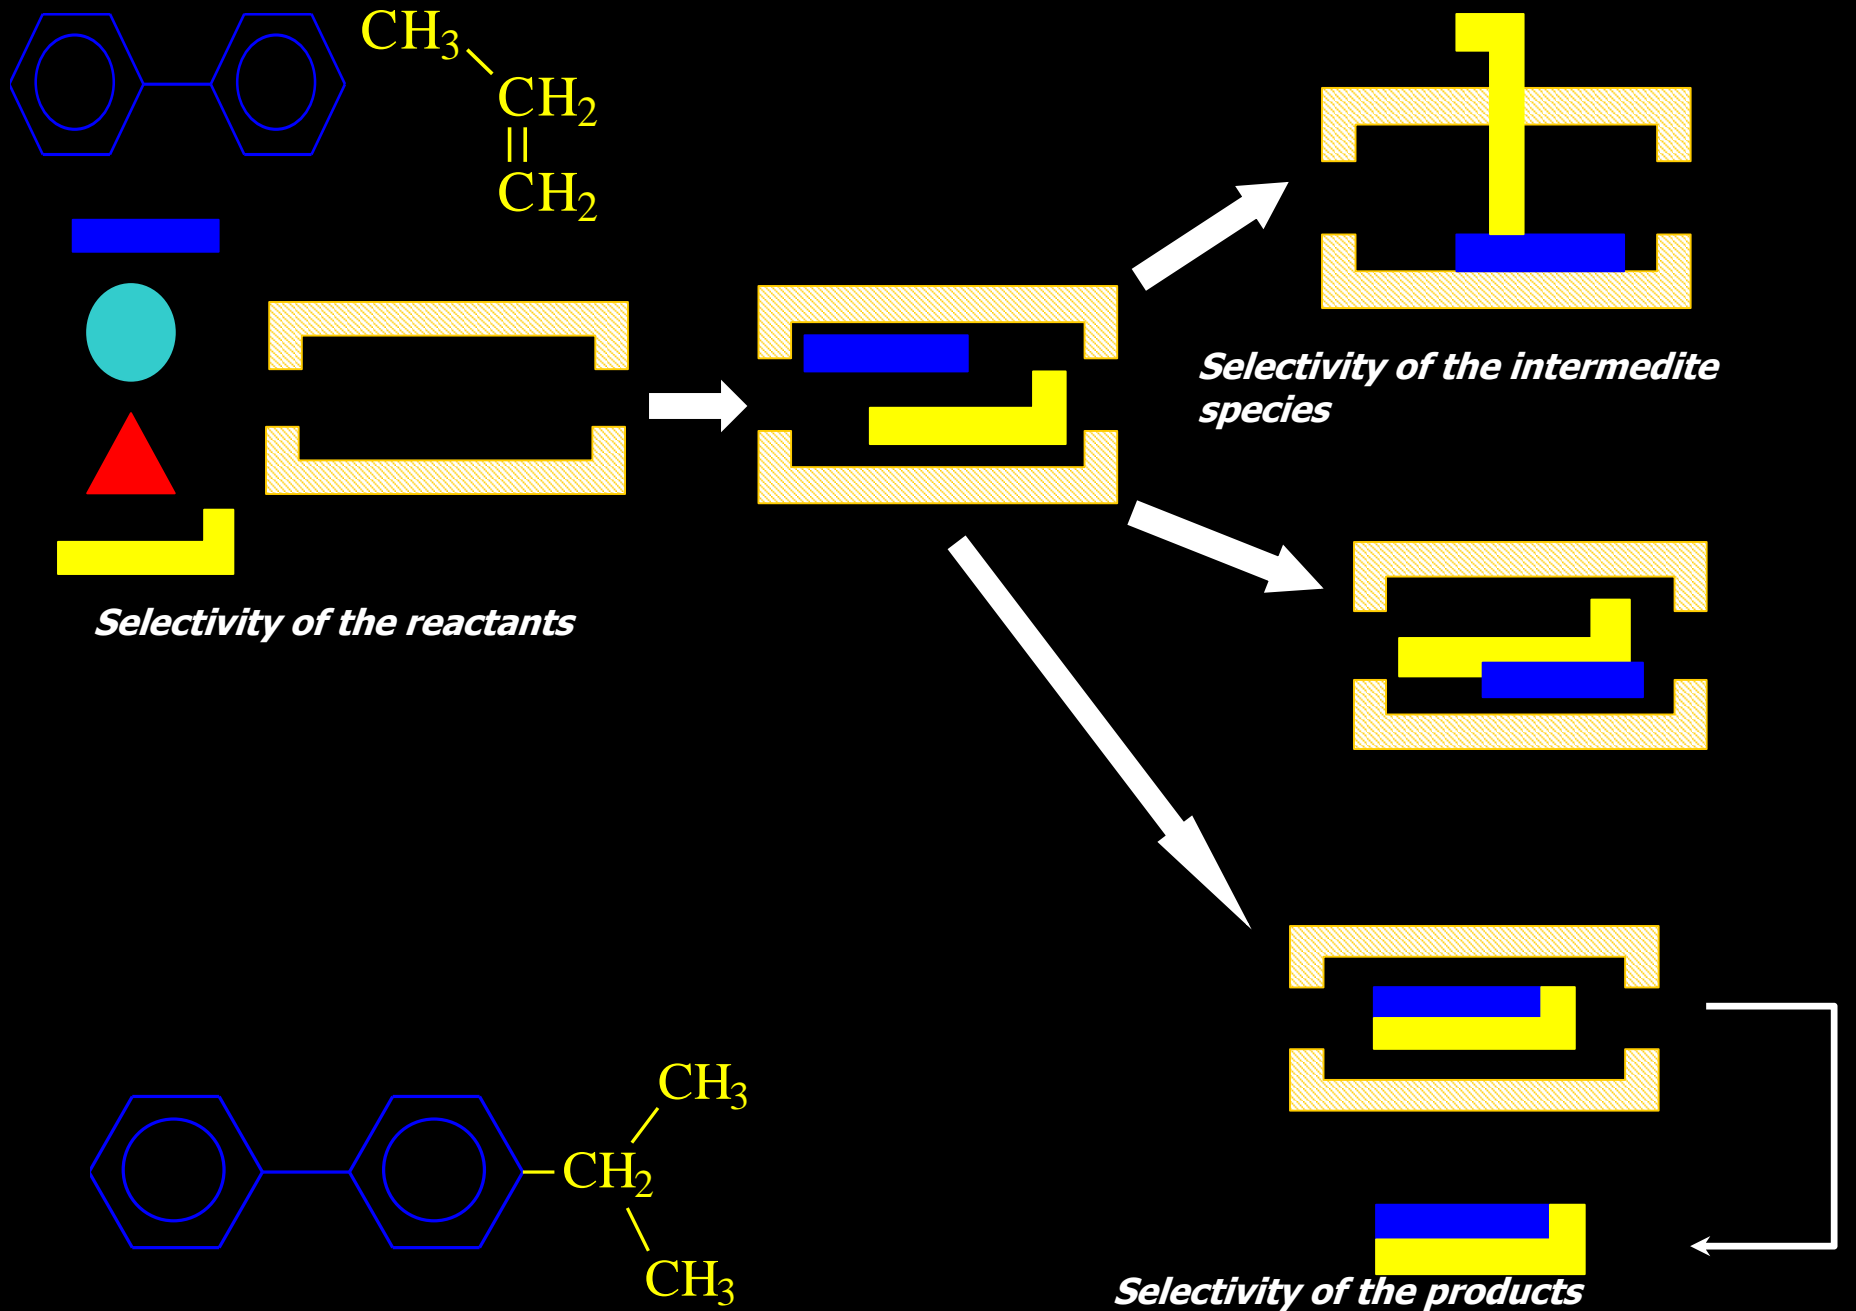 CH3
CH2
CH2
Selectivity of the intermedite
species
Selectivity of the reactants
CH3
CH2
CH3
Selectivity of the products